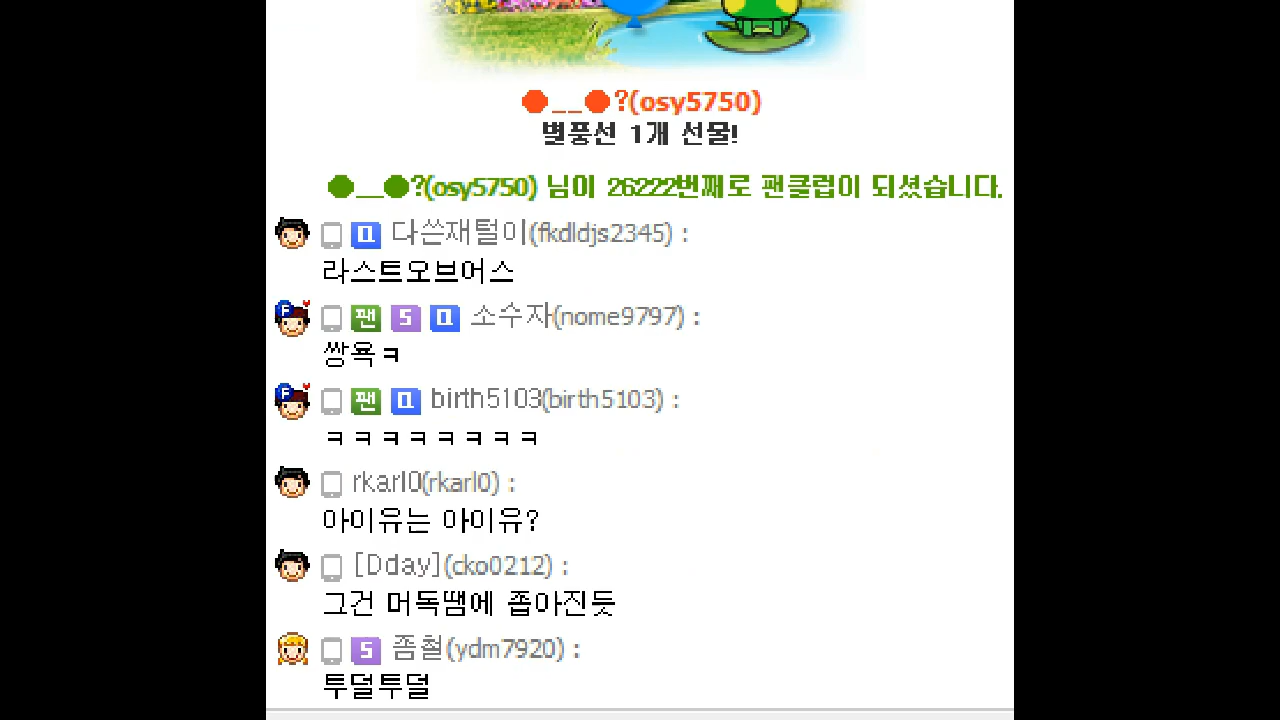 ●__●?(osy5750)
별풍선 1개 선물!
●__●?(osy5750) 님이 26222번째로 팬클럽이 되셨습니다.
다쓴재털이(fkdldjs2345) :
라스트오브어스
팬 S 소수자(nome9797) :
쌍욕ㅋ
팬 birth5103(birth5103) :
ㅋㅋㅋㅋㅋㅋㅋㅋ
rkarl0(rkarl0) :
아이유는 아이유?
[Dday](cko0212) :
그건 머독땜에 좁아진듯
S 좀철(ydm7920) :
투덜투덜